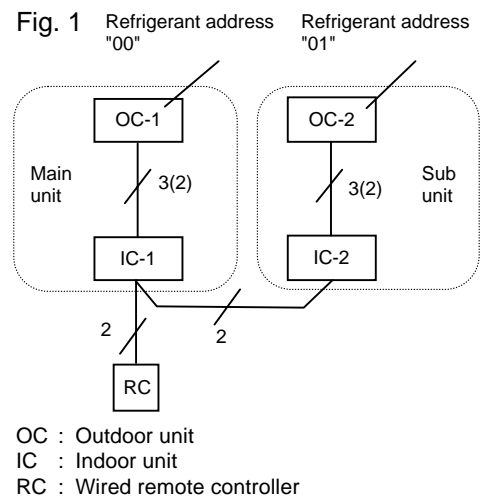 Fig. 1
Refrigerant address "00"
Refrigerant address "01"
OC-1
OC-2
Main unit
3(2)
3(2)
Sub unit
IC-1
IC-2
2
2
RC
OC : Outdoor unit
IC : Indoor unit
RC : Wired remote controller